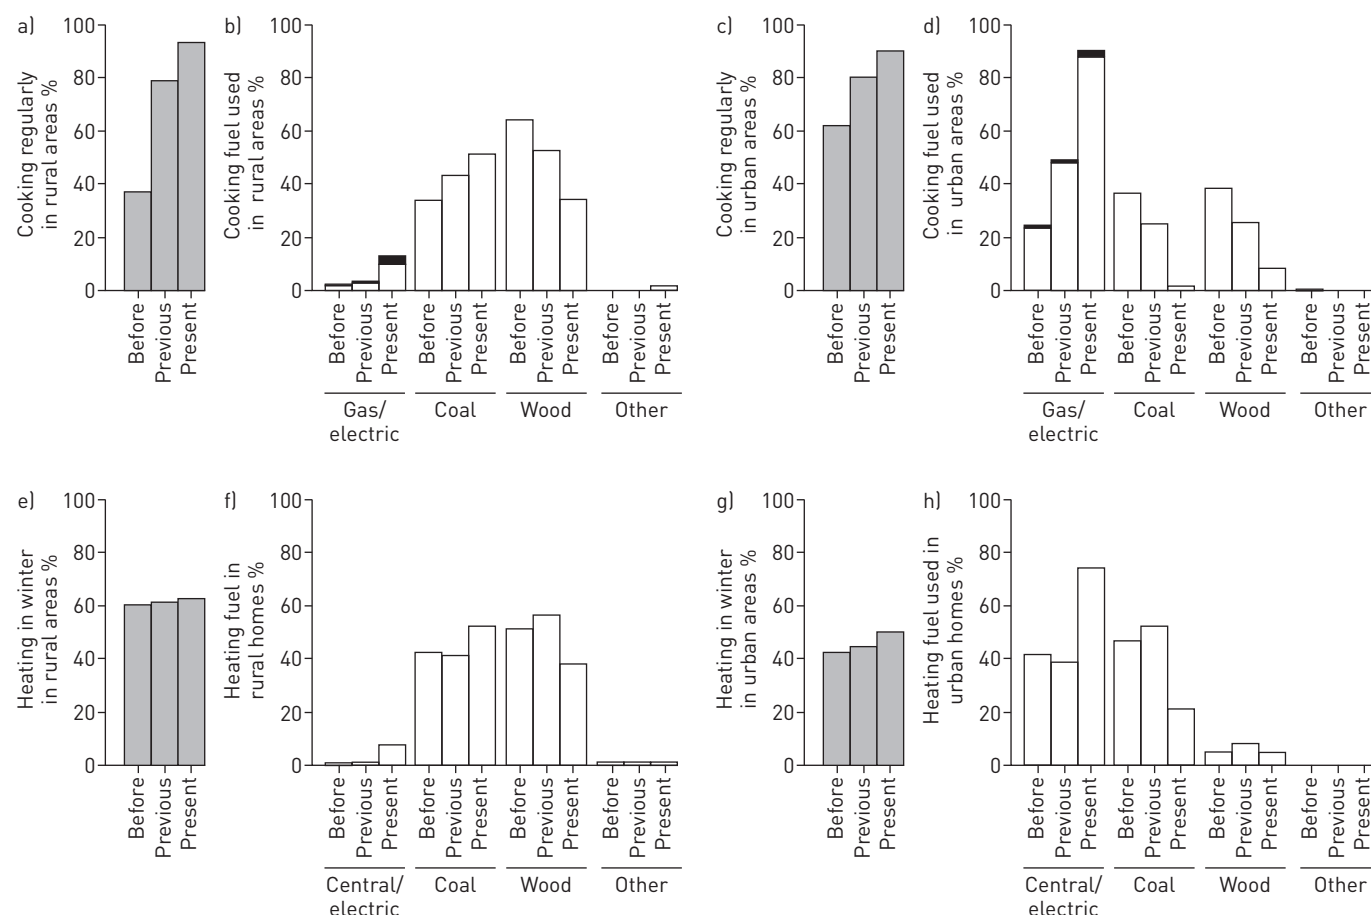 a)
Cooking regularly
in rural areas %
100
80
60
40
20
0
Before
Previous
Present
b)
Cooking fuel used
in rural areas %
100
80
60
40
20
0
Before
Previous
Present
Before
Previous
Present
Before
Previous
Present
Before
Previous
Present
Gas/
electric
Coal
Wood
Other
c)
Cooking regularly
in urban areas %
100
80
60
40
20
0
Before
Previous
Present
d)
Cooking fuel used
in urban areas %
100
80
60
40
20
0
Before
Previous
Present
Before
Previous
Present
Before
Previous
Present
Before
Previous
Present
Gas/
electric
Coal
Wood
Other
e)
Heating in winter
in rural areas %
100
80
60
40
20
0
Before
Previous
Present
f)
Heating fuel in
rural homes %
100
80
60
40
20
0
Before
Previous
Present
Before
Previous
Present
Before
Previous
Present
Before
Previous
Present
Central/
electric
Coal
Wood
Other
g)
Heating in winter
in urban areas %
100
80
60
40
20
0
Before
Previous
Present
h)
Heating fuel used in
urban homes %
100
80
60
40
20
0
Before
Previous
Present
Before
Previous
Present
Before
Previous
Present
Before
Previous
Present
Central/
electric
Coal
Wood
Other